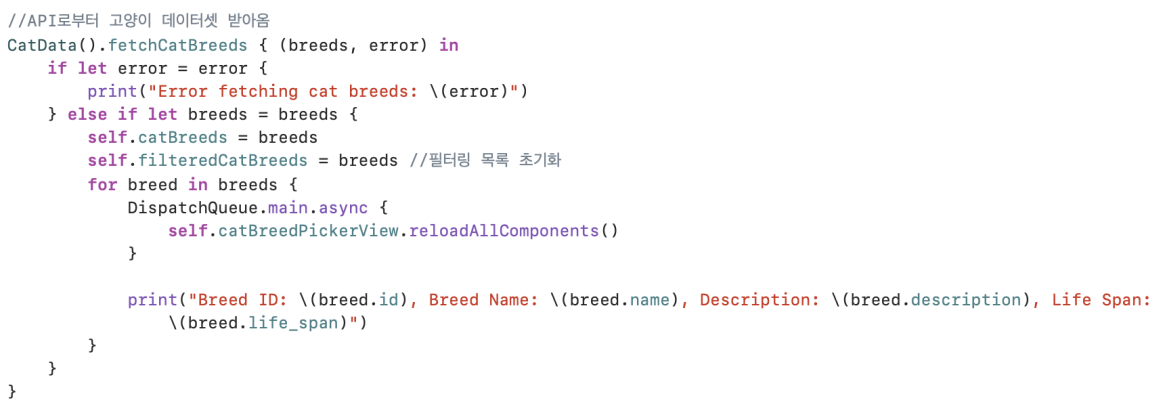 //API로부터 고양이 데이터셋 받아옴
CatData().fetchCatBreeds { (breeds, error) in
    if let error = error {
        print("Error fetching cat breeds: \(error)")
    } else if let breeds = breeds {
        self.catBreeds = breeds
        self.filteredCatBreeds = breeds //필터링 목록 초기화
        for breed in breeds {
            DispatchQueue.main.async {
                self.catBreedPickerView.reloadAllComponents()
            }

            print("Breed ID: \(breed.id), Breed Name: \(breed.name), Description: \(breed.description), Life Span:
                \(breed.life_span)")
        }
    }
}